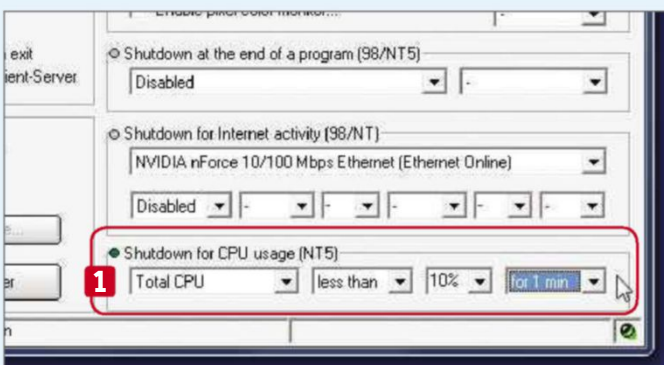 Enable pixel color monitor... -
exit
ient-Server
Shutdown at the end of a program (98/NT5)
Disabled -
Shutdown for Internet activity (98/NT)
NVIDIA nForce 10/100 Mbps Ethernet (Ethernet Online)
Disabled - - - - -
e...
er
1
Shutdown for CPU usage (NT5)
Total CPU less than 10% for 1 min
n